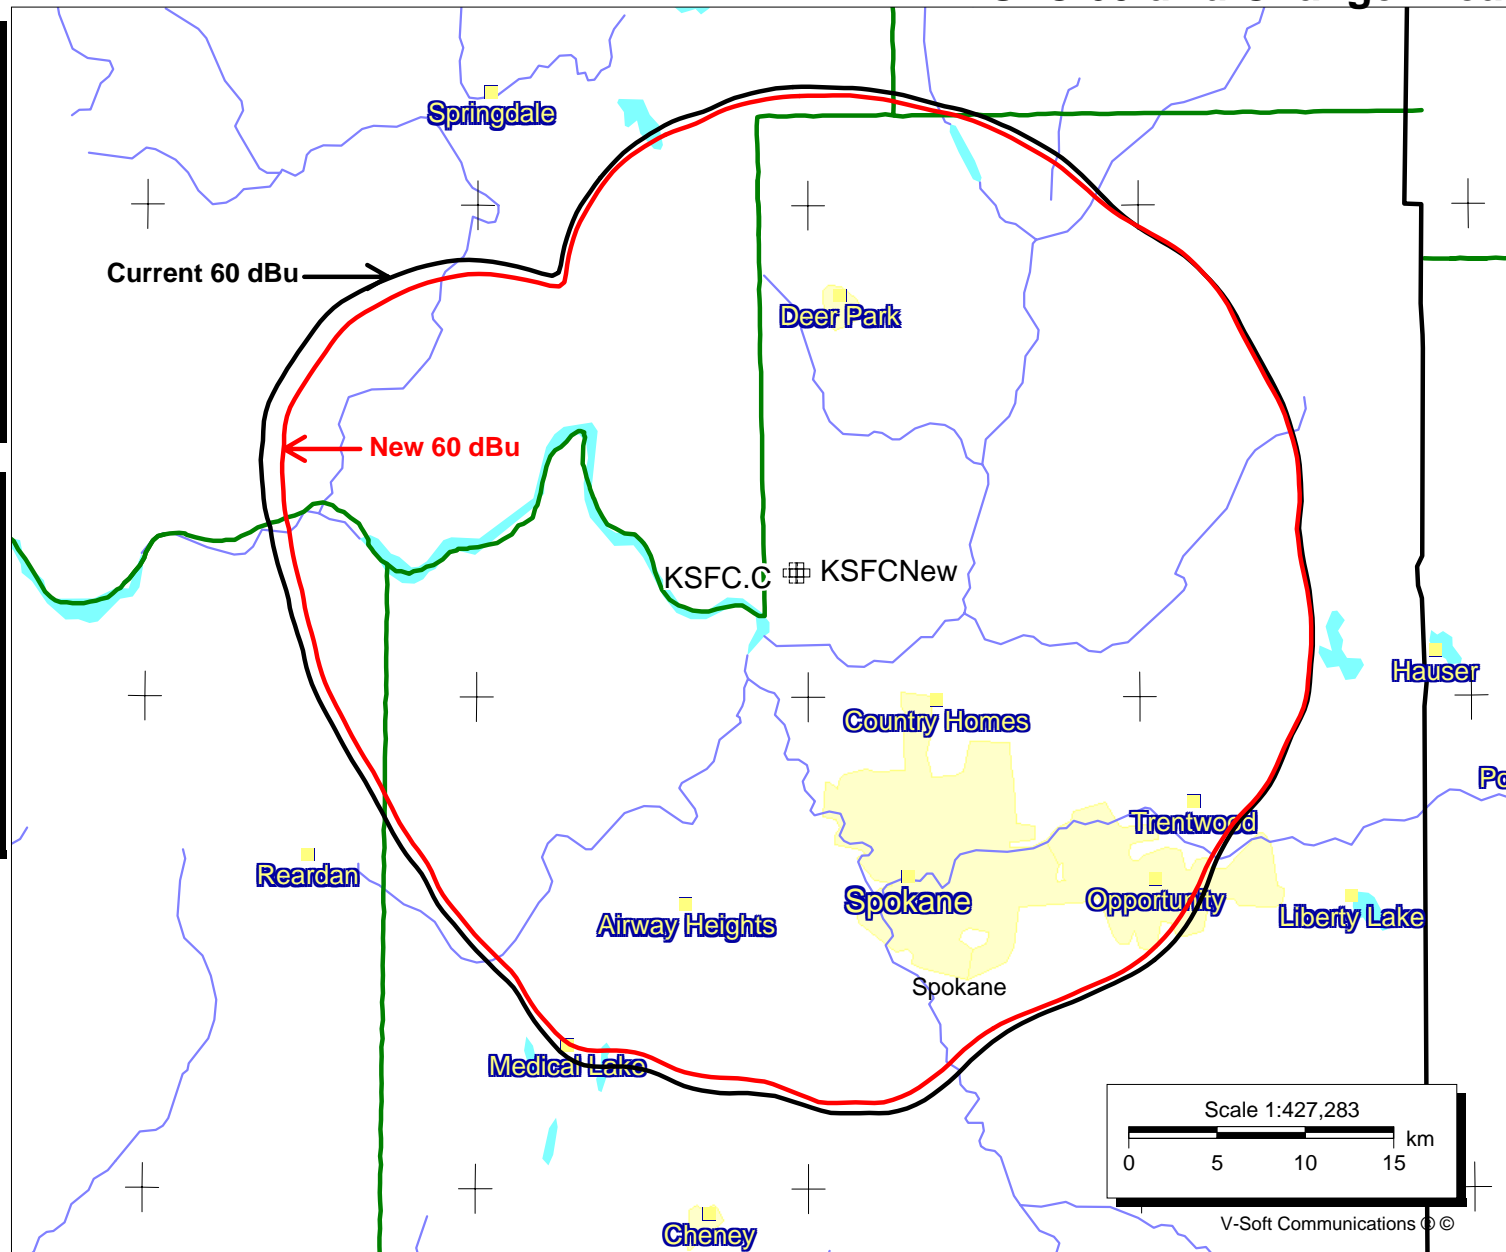 Springdale
Current 60 dBu
Deer Park
New 60 dBu
KSFC.C
KSFCNew
Hauser
Country Homes
Trentwood
Reardan
Spokane
Opportunity
Airway Heights
Liberty Lake
Spokane
Medical Lake
Scale 1:427,283
km
0 5 10 15
V-Soft Communications ® ©
Cheney